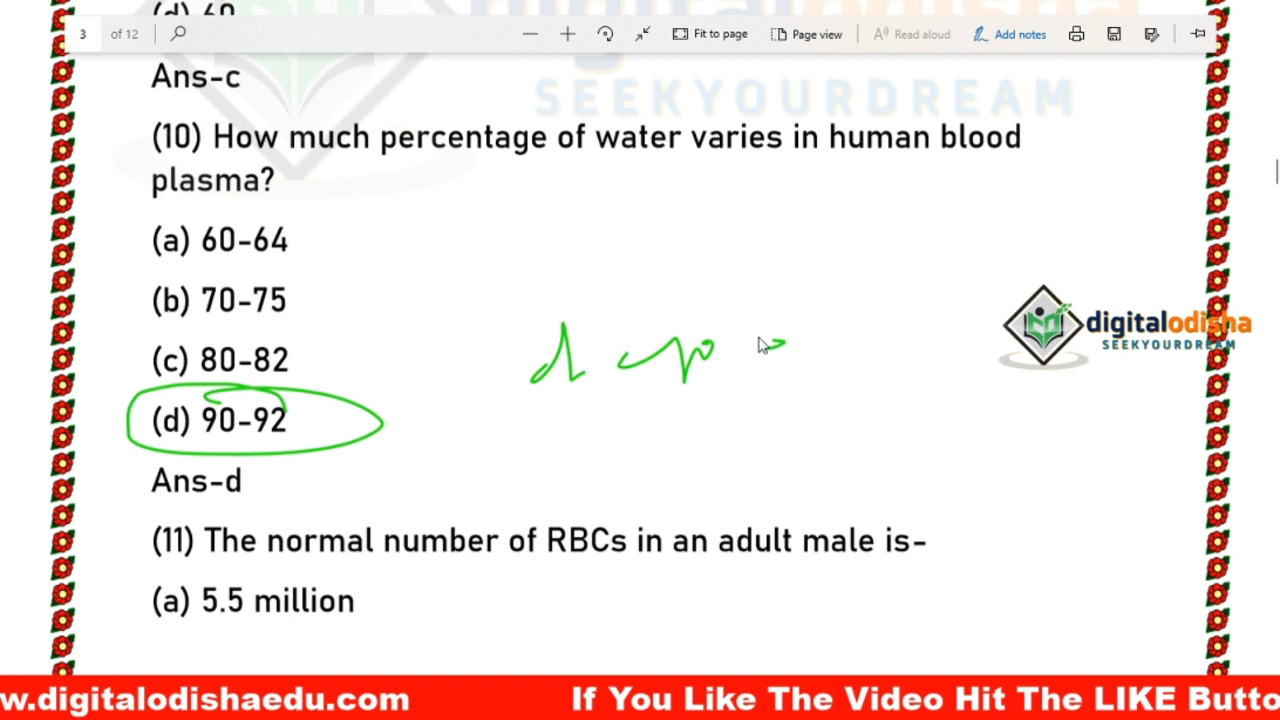 (d) 60
3 of 12 Fit to page Page view Read aloud Add notes
SEEKYOURDREAM
Ans-c
(10) How much percentage of water varies in human blood
plasma?
(a) 60-64
(b) 70-75
(c) 80-82
(d) 90-92
digitalodisha
SEEKYOURDREAM
Ans-d
(11) The normal number of RBCs in an adult male is-
(a) 5.5 million
w.digitalodishaedu.com If You Like The Video Hit The LIKE Butto